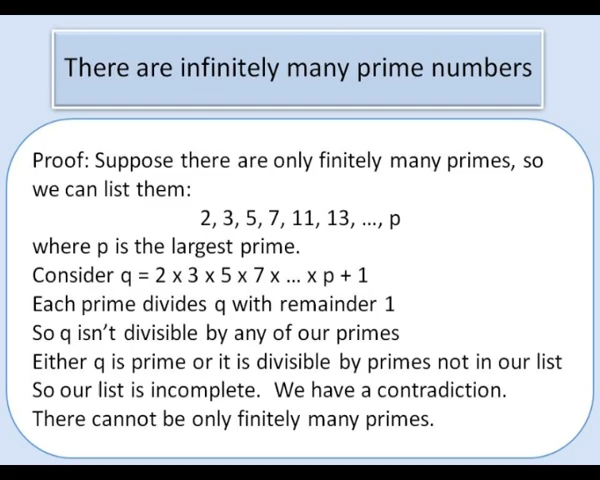 There are infinitely many prime numbers
Proof: Suppose there are only finitely many primes, so
we can list them:
2, 3, 5, 7, 11, 13, ..., p
where p is the largest prime.
Consider q = 2 x 3 x 5 x 7 x ... x p + 1
Each prime divides q with remainder 1
So q isn't divisible by any of our primes
Either q is prime or it is divisible by primes not in our list
So our list is incomplete.  We have a contradiction.
There cannot be only finitely many primes.